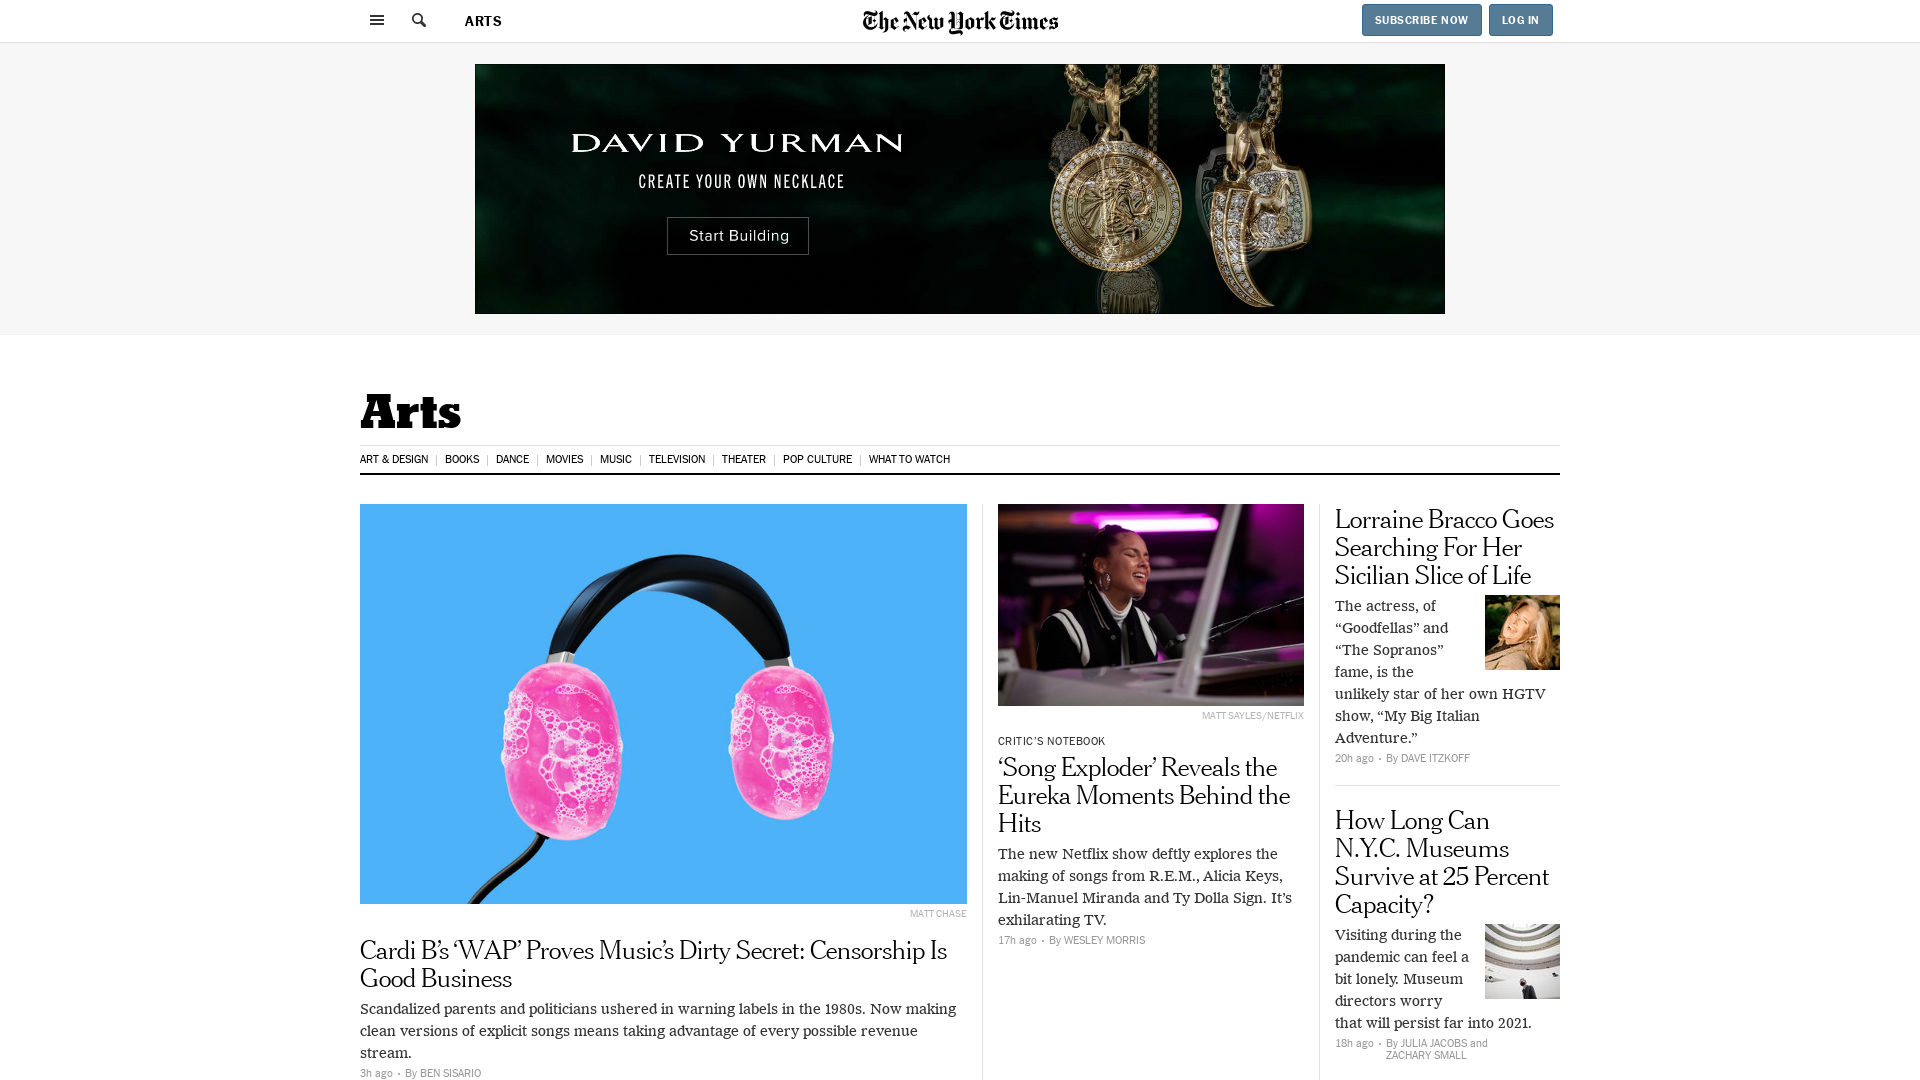 ARTS
The New York Times
SUBSCRIBE NOW
LOG IN
DAVID YURMAN
CREATE YOUR OWN NECKLACE
Start Building
Arts
ART & DESIGN | BOOKS | DANCE | MOVIES | MUSIC | TELEVISION | THEATER | POP CULTURE | WHAT TO WATCH
MATT CHASE
Cardi B’s ‘WAP’ Proves Music’s Dirty Secret: Censorship Is
Good Business
Scandalized parents and politicians ushered in warning labels in the 1980s. Now making
clean versions of explicit songs means taking advantage of every possible revenue
stream.
3h ago • By BEN SISARIO
MATT SAYLES/NETFLIX
CRITIC’S NOTEBOOK
‘Song Exploder’ Reveals the
Eureka Moments Behind the
Hits
The new Netflix show deftly explores the
making of songs from R.E.M., Alicia Keys,
Lin-Manuel Miranda and Ty Dolla Sign. It’s
exhilarating TV.
17h ago • By WESLEY MORRIS
Lorraine Bracco Goes
Searching For Her
Sicilian Slice of Life
The actress, of
“Goodfellas” and
“The Sopranos”
fame, is the
unlikely star of her own HGTV
show, “My Big Italian
Adventure.”
20h ago • By DAVE ITZKOFF
How Long Can
N.Y.C. Museums
Survive at 25 Percent
Capacity?
Visiting during the
pandemic can feel a
bit lonely. Museum
directors worry
that will persist far into 2021.
18h ago • By JULIA JACOBS and
ZACHARY SMALL